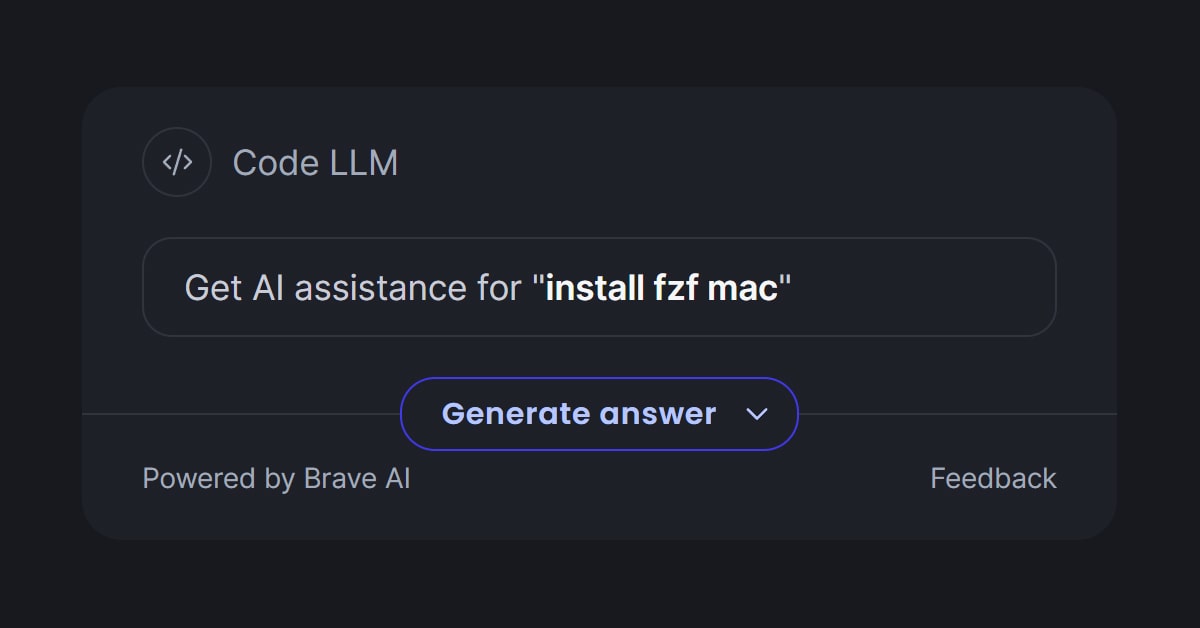 </> Code LLM
Get AI assistance for "install fzf mac"
Generate answer
Powered by Brave AI
Feedback